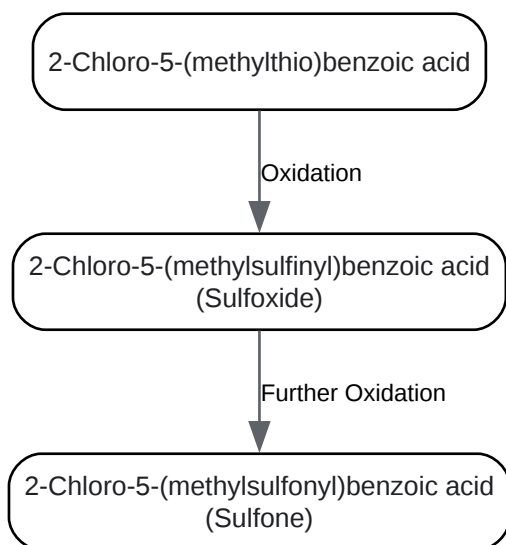 2-Chloro-5-(methylthio)benzoic acid
Oxidation
2-Chloro-5-(methylsulfinyl)benzoic acid
(Sulfoxide)
Further Oxidation
2-Chloro-5-(methylsulfonyl)benzoic acid
(Sulfone)